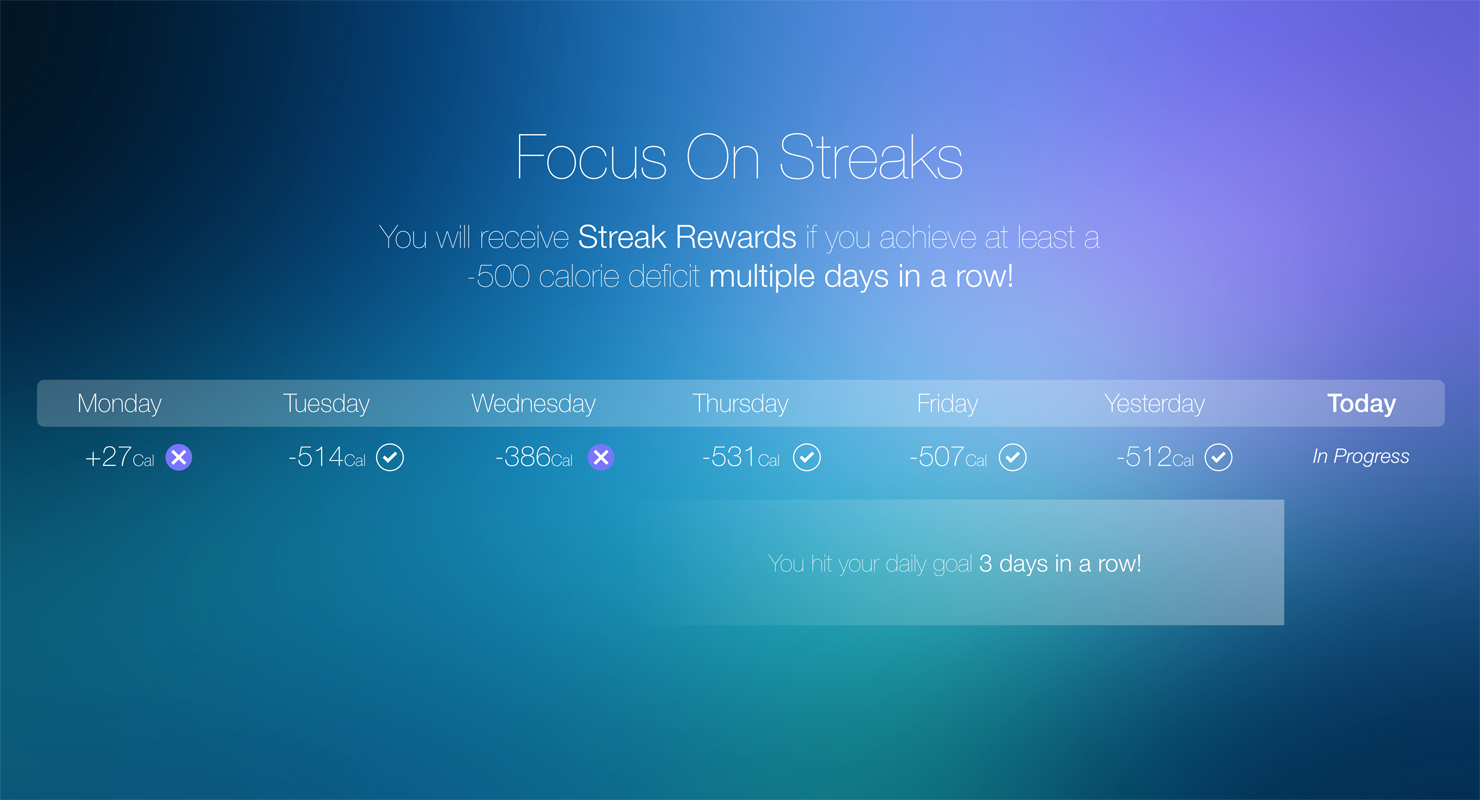 Focus On Streaks
You will receive Streak Rewards if you achieve at least a
-500 calorie deficit multiple days in a row!
Monday Tuesday Wednesday Thursday Friday Yesterday Today
+27Cal -514Cal -386Cal -531Cal -507Cal -512Cal In Progress
You hit your daily goal 3 days in a row!